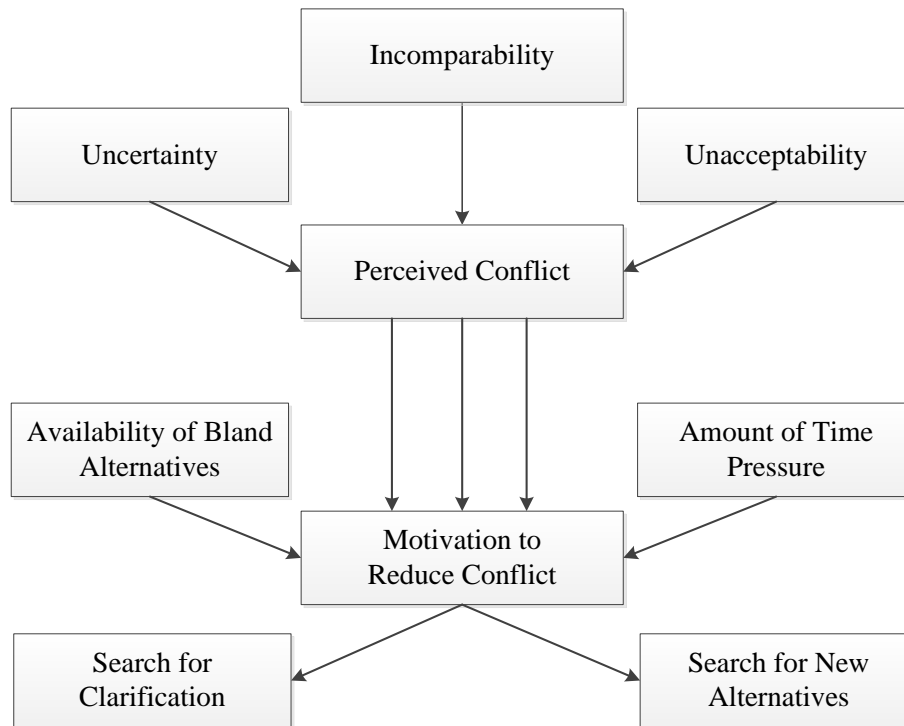 Incomparability
Uncertainty
Unacceptability
Perceived Conflict
Availability of Bland
Alternatives
Amount of Time
Pressure
Motivation to
Reduce Conflict
Search for
Clarification
Search for New
Alternatives